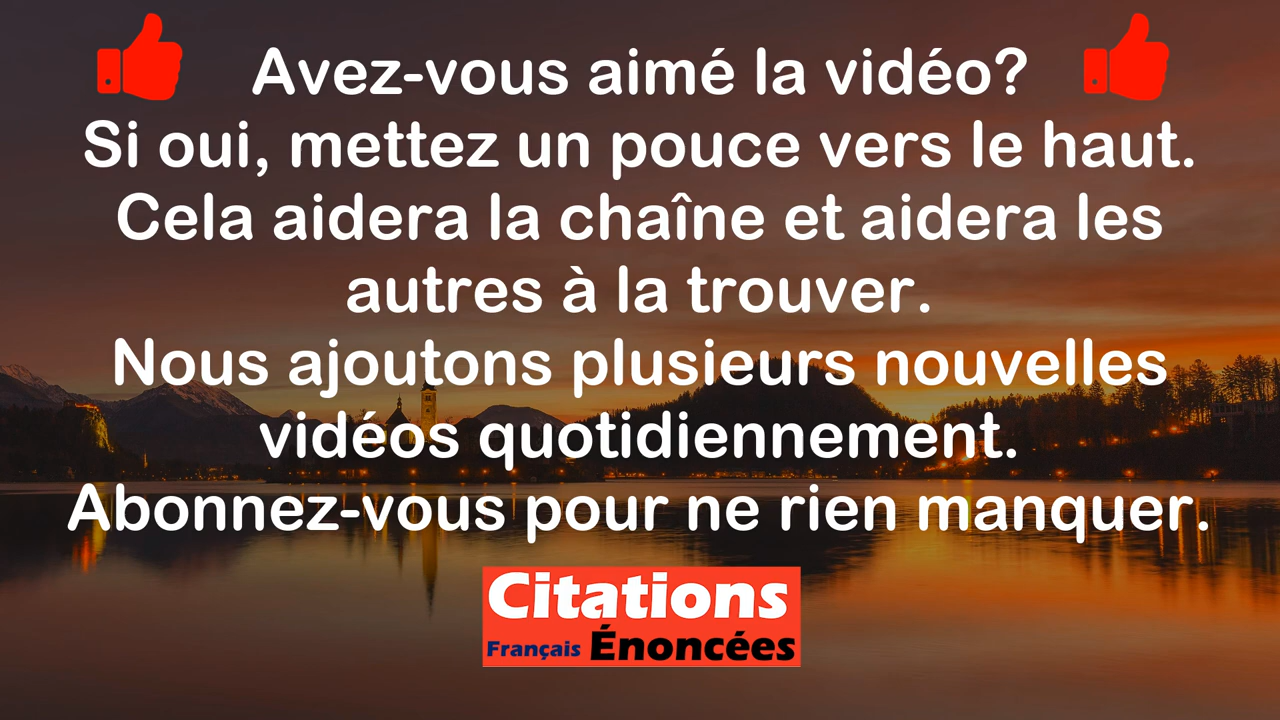 Avez-vous aimé la vidéo?
Si oui, mettez un pouce vers le haut.
Cela aidera la chaîne et aidera les
autres à la trouver.
Nous ajoutons plusieurs nouvelles
vidéos quotidiennement.
Abonnez-vous pour ne rien manquer.
Citations
Français Énoncées